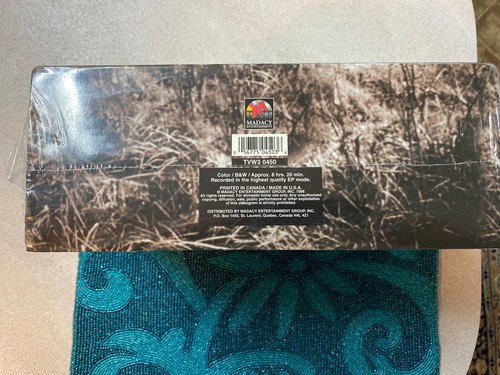 MADACY
ENTERTAINMENT
56775 04503
TVW3 0450
Color / B&W / Approx. 8 hrs. 20 min.
Recorded in the highest quality EP mode.
PRINTED IN CANADA / MADE IN U.S.A.
© MADACY ENTERTAINMENT GROUP, INC. 1998
All rights reserved. For domestic home use only. Any unauthorized
copying, diffusion, sale, public performance or other exploitation
of this videogram is strictly prohibited.
DISTRIBUTED BY MADACY ENTERTAINMENT GROUP, INC.
P.O. Box 1445, St. Laurent, Quebec, Canada H4L 4Z1